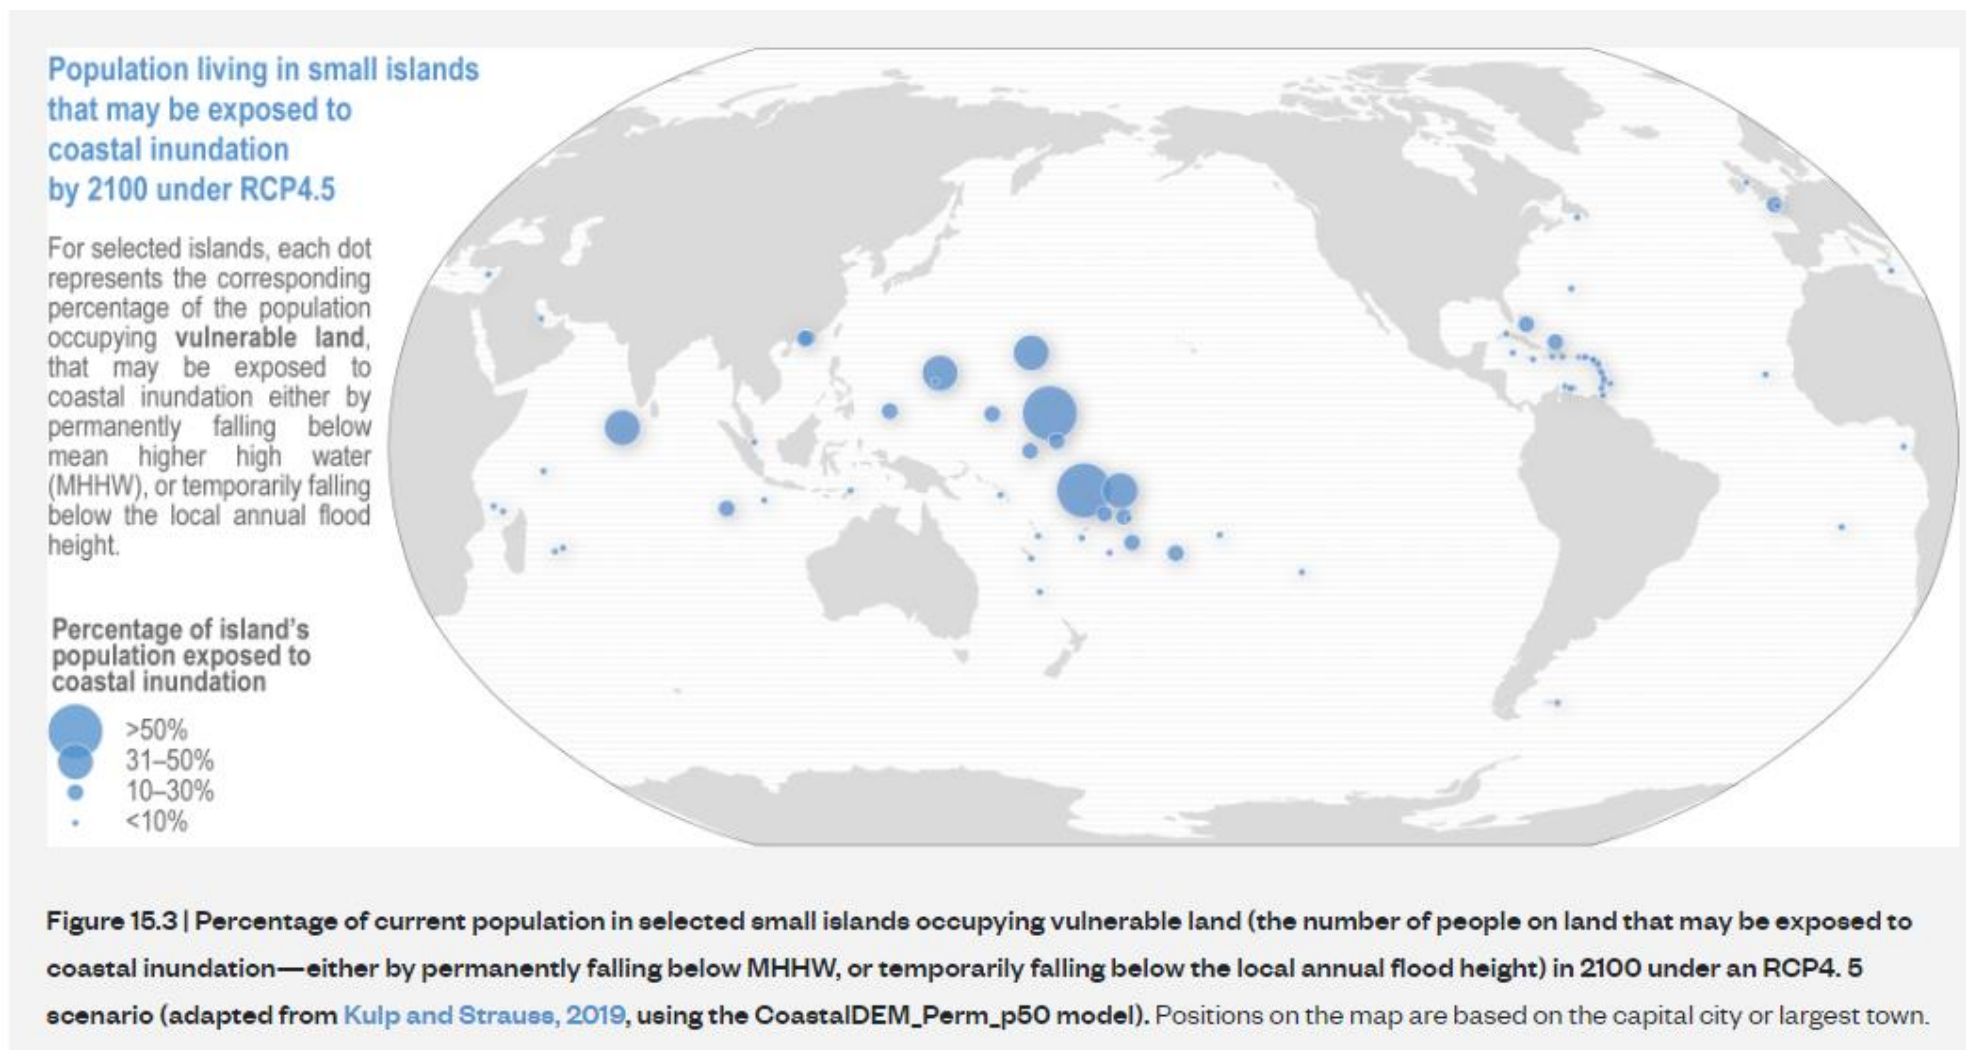 Population living in small islands
that may be exposed to
coastal inundation
by 2100 under RCP4.5
For selected islands, each dot
represents the corresponding
percentage of the population
occupying vulnerable land,
that may be exposed to
coastal inundation either by
permanently falling below
mean higher high water
(MHHW), or temporarily falling
below the local annual flood
height.
Percentage of island's
population exposed to
coastal inundation
>50%
31–50%
10–30%
<10%
Figure 15.3 | Percentage of current population in selected small islands occupying vulnerable land (the number of people on land that may be exposed to
coastal inundation—either by permanently falling below MHHW, or temporarily falling below the local annual flood height) in 2100 under an RCP4. 5
scenario (adapted from Kulp and Strauss, 2019, using the CoastalDEM_Perm_p50 model). Positions on the map are based on the capital city or largest town.